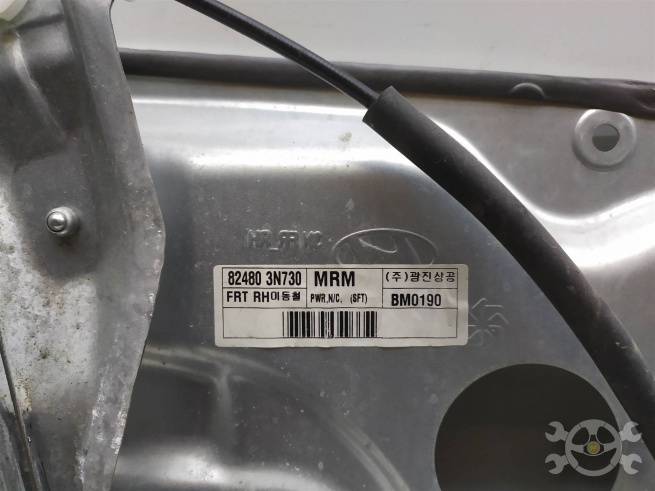 82480 3N730 MRM (주)광진상공
FRT RH이동철 PWR,N/C, (SFT) BM0190